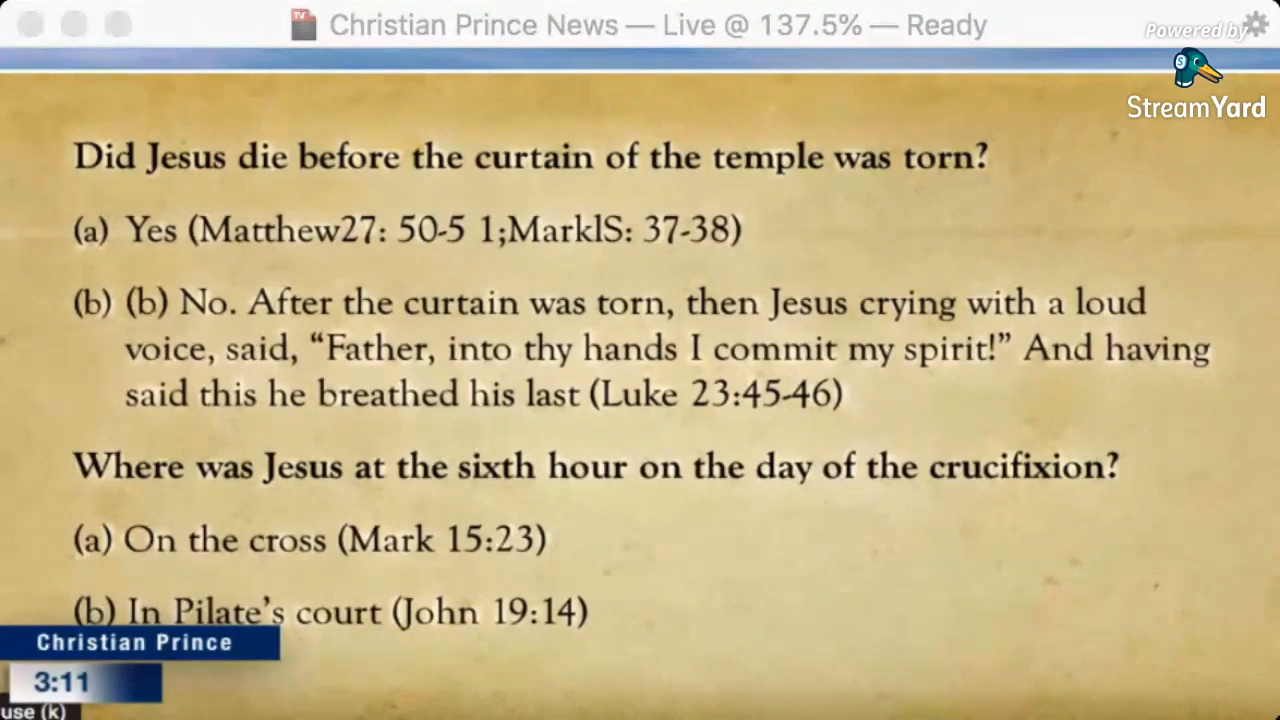 TV
Christian Prince News — Live @ 137.5% — Ready
Powered by
StreamYard
Did Jesus die before the curtain of the temple was torn?
(a) Yes (Matthew27: 50-5 1;MarklS: 37-38)
(b) (b) No. After the curtain was torn, then Jesus crying with a loud
voice, said, “Father, into thy hands I commit my spirit!” And having
said this he breathed his last (Luke 23:45-46)
Where was Jesus at the sixth hour on the day of the crucifixion?
(a) On the cross (Mark 15:23)
(b) In Pilate’s court (John 19:14)
Christian Prince
3:11
use (k)